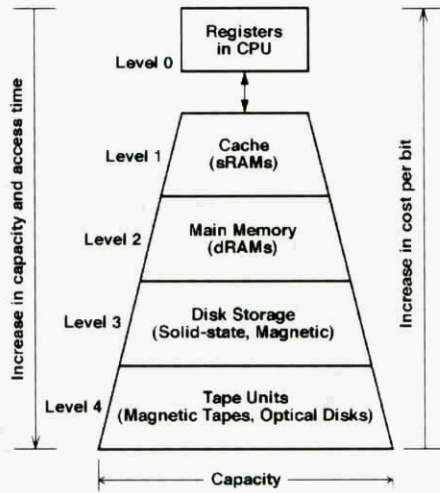 Registers
in CPU
Level 0
Cache
(sRAMs)
Level 1
Main Memory
(dRAMs)
Level 2
Disk Storage
(Solid-state, Magnetic)
Level 3
Tape Units
(Magnetic Tapes, Optical Disks)
Level 4
Capacity
Increase in capacity and access time
Increase in cost per bit